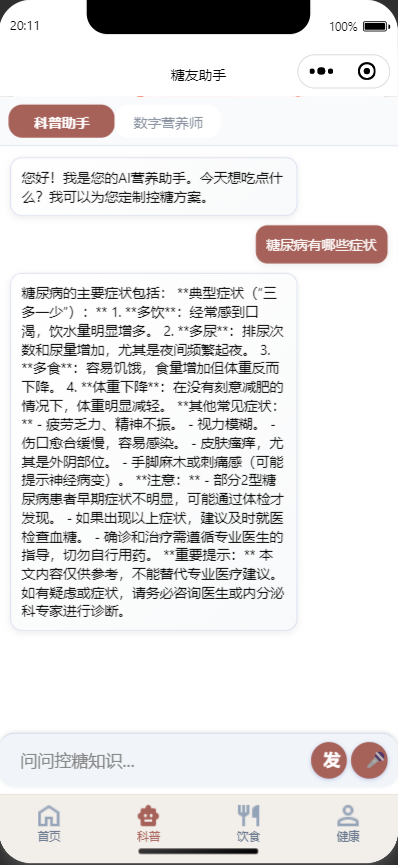 20:11
100%
糖友助手
科普助手
数字营养师
您好！我是您的AI营养助手。今天想吃点什
么？我可以为您定制控糖方案。
糖尿病有哪些症状
糖尿病的主要症状包括： **典型症状（“三
多一少”）：** 1. **多饮**：经常感到口
渴，饮水量明显增多。 2. **多尿**：排尿次
数和尿量增加，尤其是夜间频繁起夜。 3.
**多食**：容易饥饿，食量增加但体重反而
下降。 4. **体重下降**：在没有刻意减肥的
情况下，体重明显减轻。 **其他常见症状：
** - 疲劳乏力、精神不振。 - 视力模糊。 -
伤口愈合缓慢，容易感染。 - 皮肤瘙痒，尤
其是外阴部位。 - 手脚麻木或刺痛感（可能
提示神经病变）。 **注意：** - 部分2型糖
尿病患者早期症状不明显，可能通过体检才
发现。 - 如果出现以上症状，建议及时就医
检查血糖。 - 确诊和治疗需遵循专业医生的
指导，切勿自行用药。 **重要提示：** 本
文内容仅供参考，不能替代专业医疗建议。
如有疑虑或症状，请务必咨询医生或内分泌
科专家进行诊断。
问问控糖知识...
发
首页
科普
饮食
健康